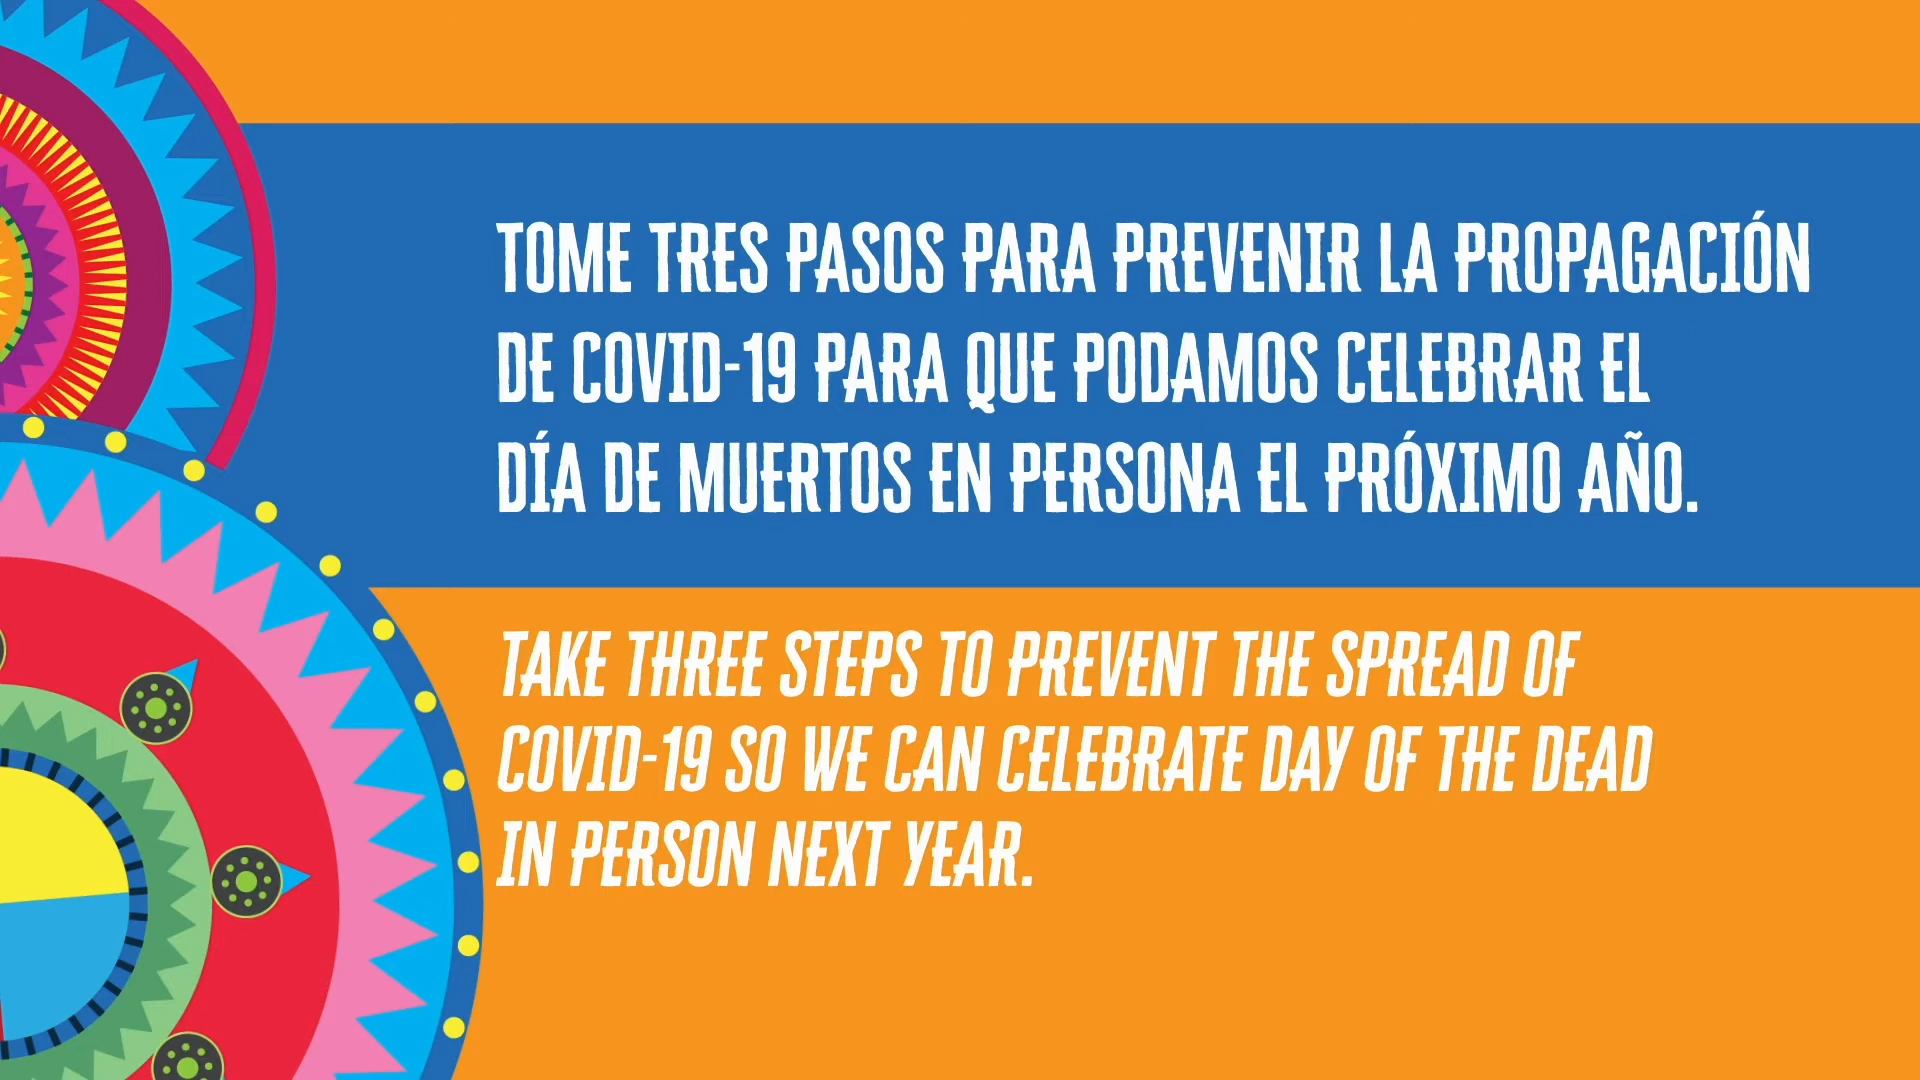 TOME TRES PASOS PARA PREVENIR LA PROPAGACIÓN
DE COVID-19 PARA QUE PODAMOS CELEBRAR EL
DÍA DE MUERTOS EN PERSONA EL PRÓXIMO AÑO.
TAKE THREE STEPS TO PREVENT THE SPREAD OF
COVID-19 SO WE CAN CELEBRATE DAY OF THE DEAD
IN PERSON NEXT YEAR.